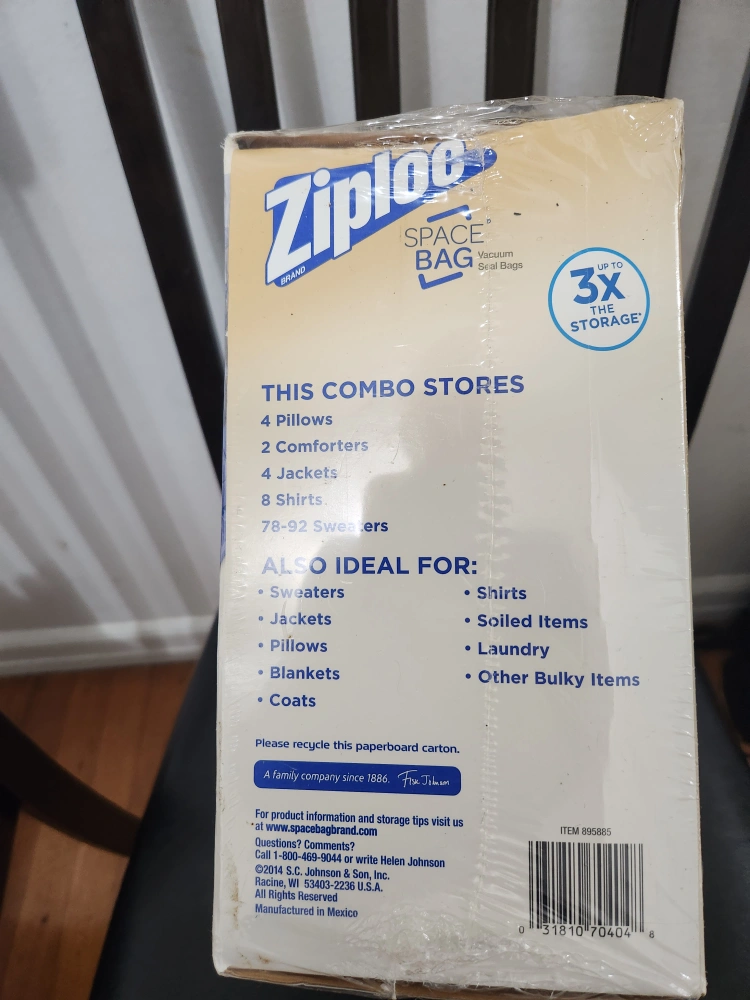 Ziploc
BRAND
SPACE
BAG
Vacuum
Seal Bags
UP TO
3X
THE
STORAGE*
THIS COMBO STORES
4 Pillows
2 Comforters
4 Jackets
8 Shirts
78-92 Sweaters
ALSO IDEAL FOR:
• Sweaters
• Jackets
• Pillows
• Blankets
• Coats
• Shirts
• Soiled Items
• Laundry
• Other Bulky Items
Please recycle this paperboard carton.
A family company since 1886. Fisk Johnson
For product information and storage tips visit us
at www.spacebagbrand.com
Questions? Comments?
Call 1-800-469-9044 or write Helen Johnson
©2014 S.C. Johnson & Son, Inc.
Racine, WI 53403-2236 U.S.A.
All Rights Reserved
Manufactured in Mexico
ITEM 895885
0 31810 70404 8